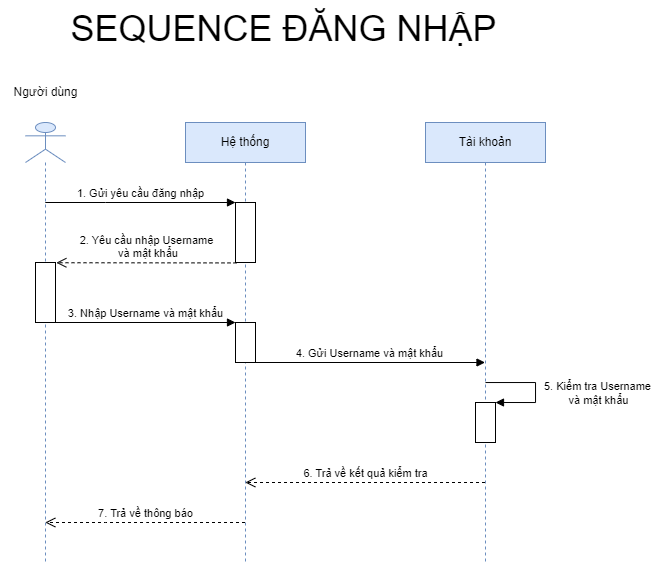 SEQUENCE ĐĂNG NHẬP
Người dùng
Hệ thống
Tài khoản
1. Gửi yêu cầu đăng nhập
2. Yêu cầu nhập Username
và mật khẩu
3. Nhập Username và mật khẩu
4. Gửi Username và mật khẩu
5. Kiểm tra Username
và mật khẩu
6. Trả về kết quả kiểm tra
7. Trả về thông báo